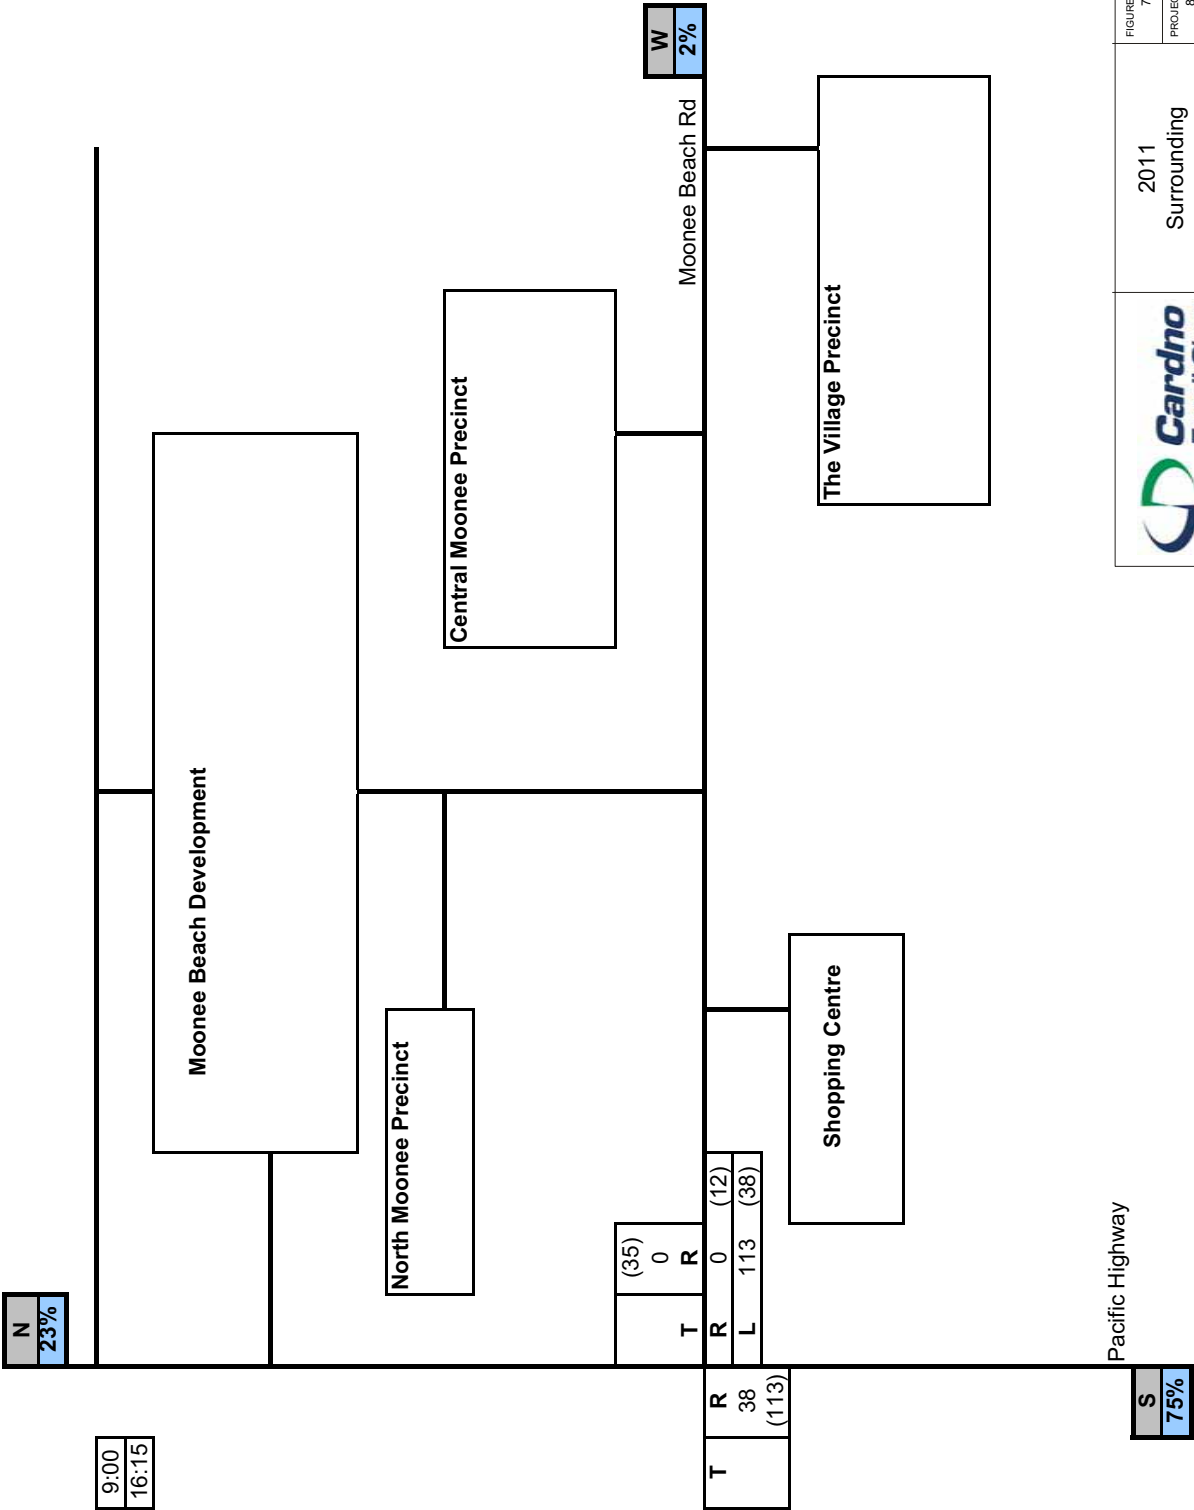 9:00
16:15
N
23%
Moonee Beach Development
North Moonee Precinct
Central Moonee Precinct
W
2%
Moonee Beach Rd
(35)
0
T R
R 0 (12)
L 113 (38)
T R
38
(113)
Shopping Centre
The Village Precinct
Pacific Highway
S
75%
Cardno
2011
Surrounding
FIGURE
7